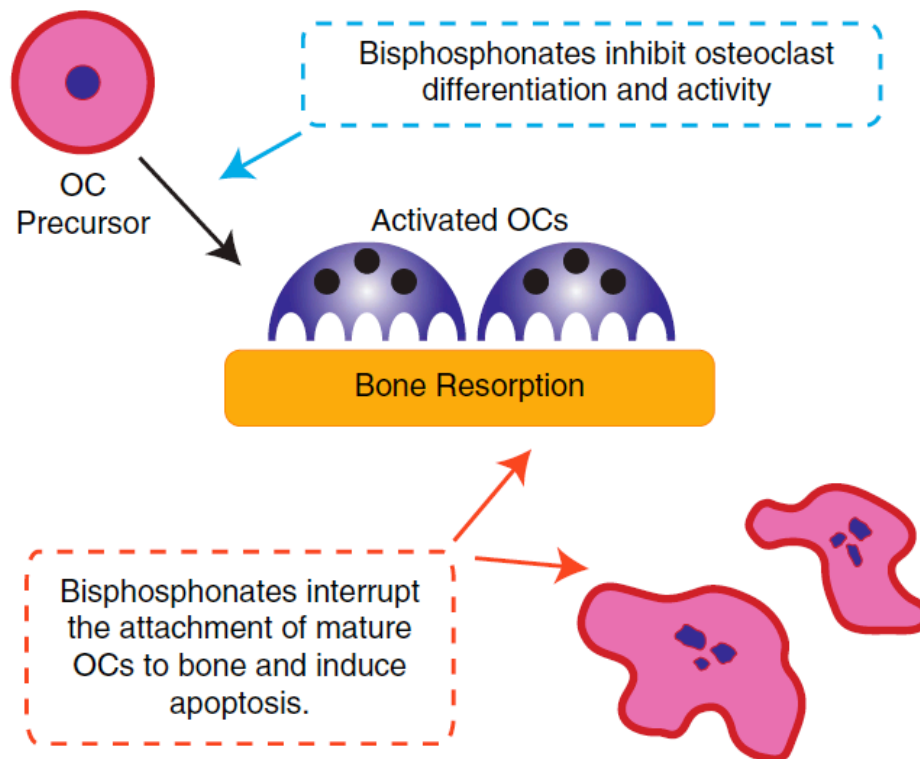 Bisphosphonates inhibit osteoclast
differentiation and activity
OC
Precursor
Activated OCs
Bone Resorption
Bisphosphonates interrupt
the attachment of mature
OCs to bone and induce
apoptosis.